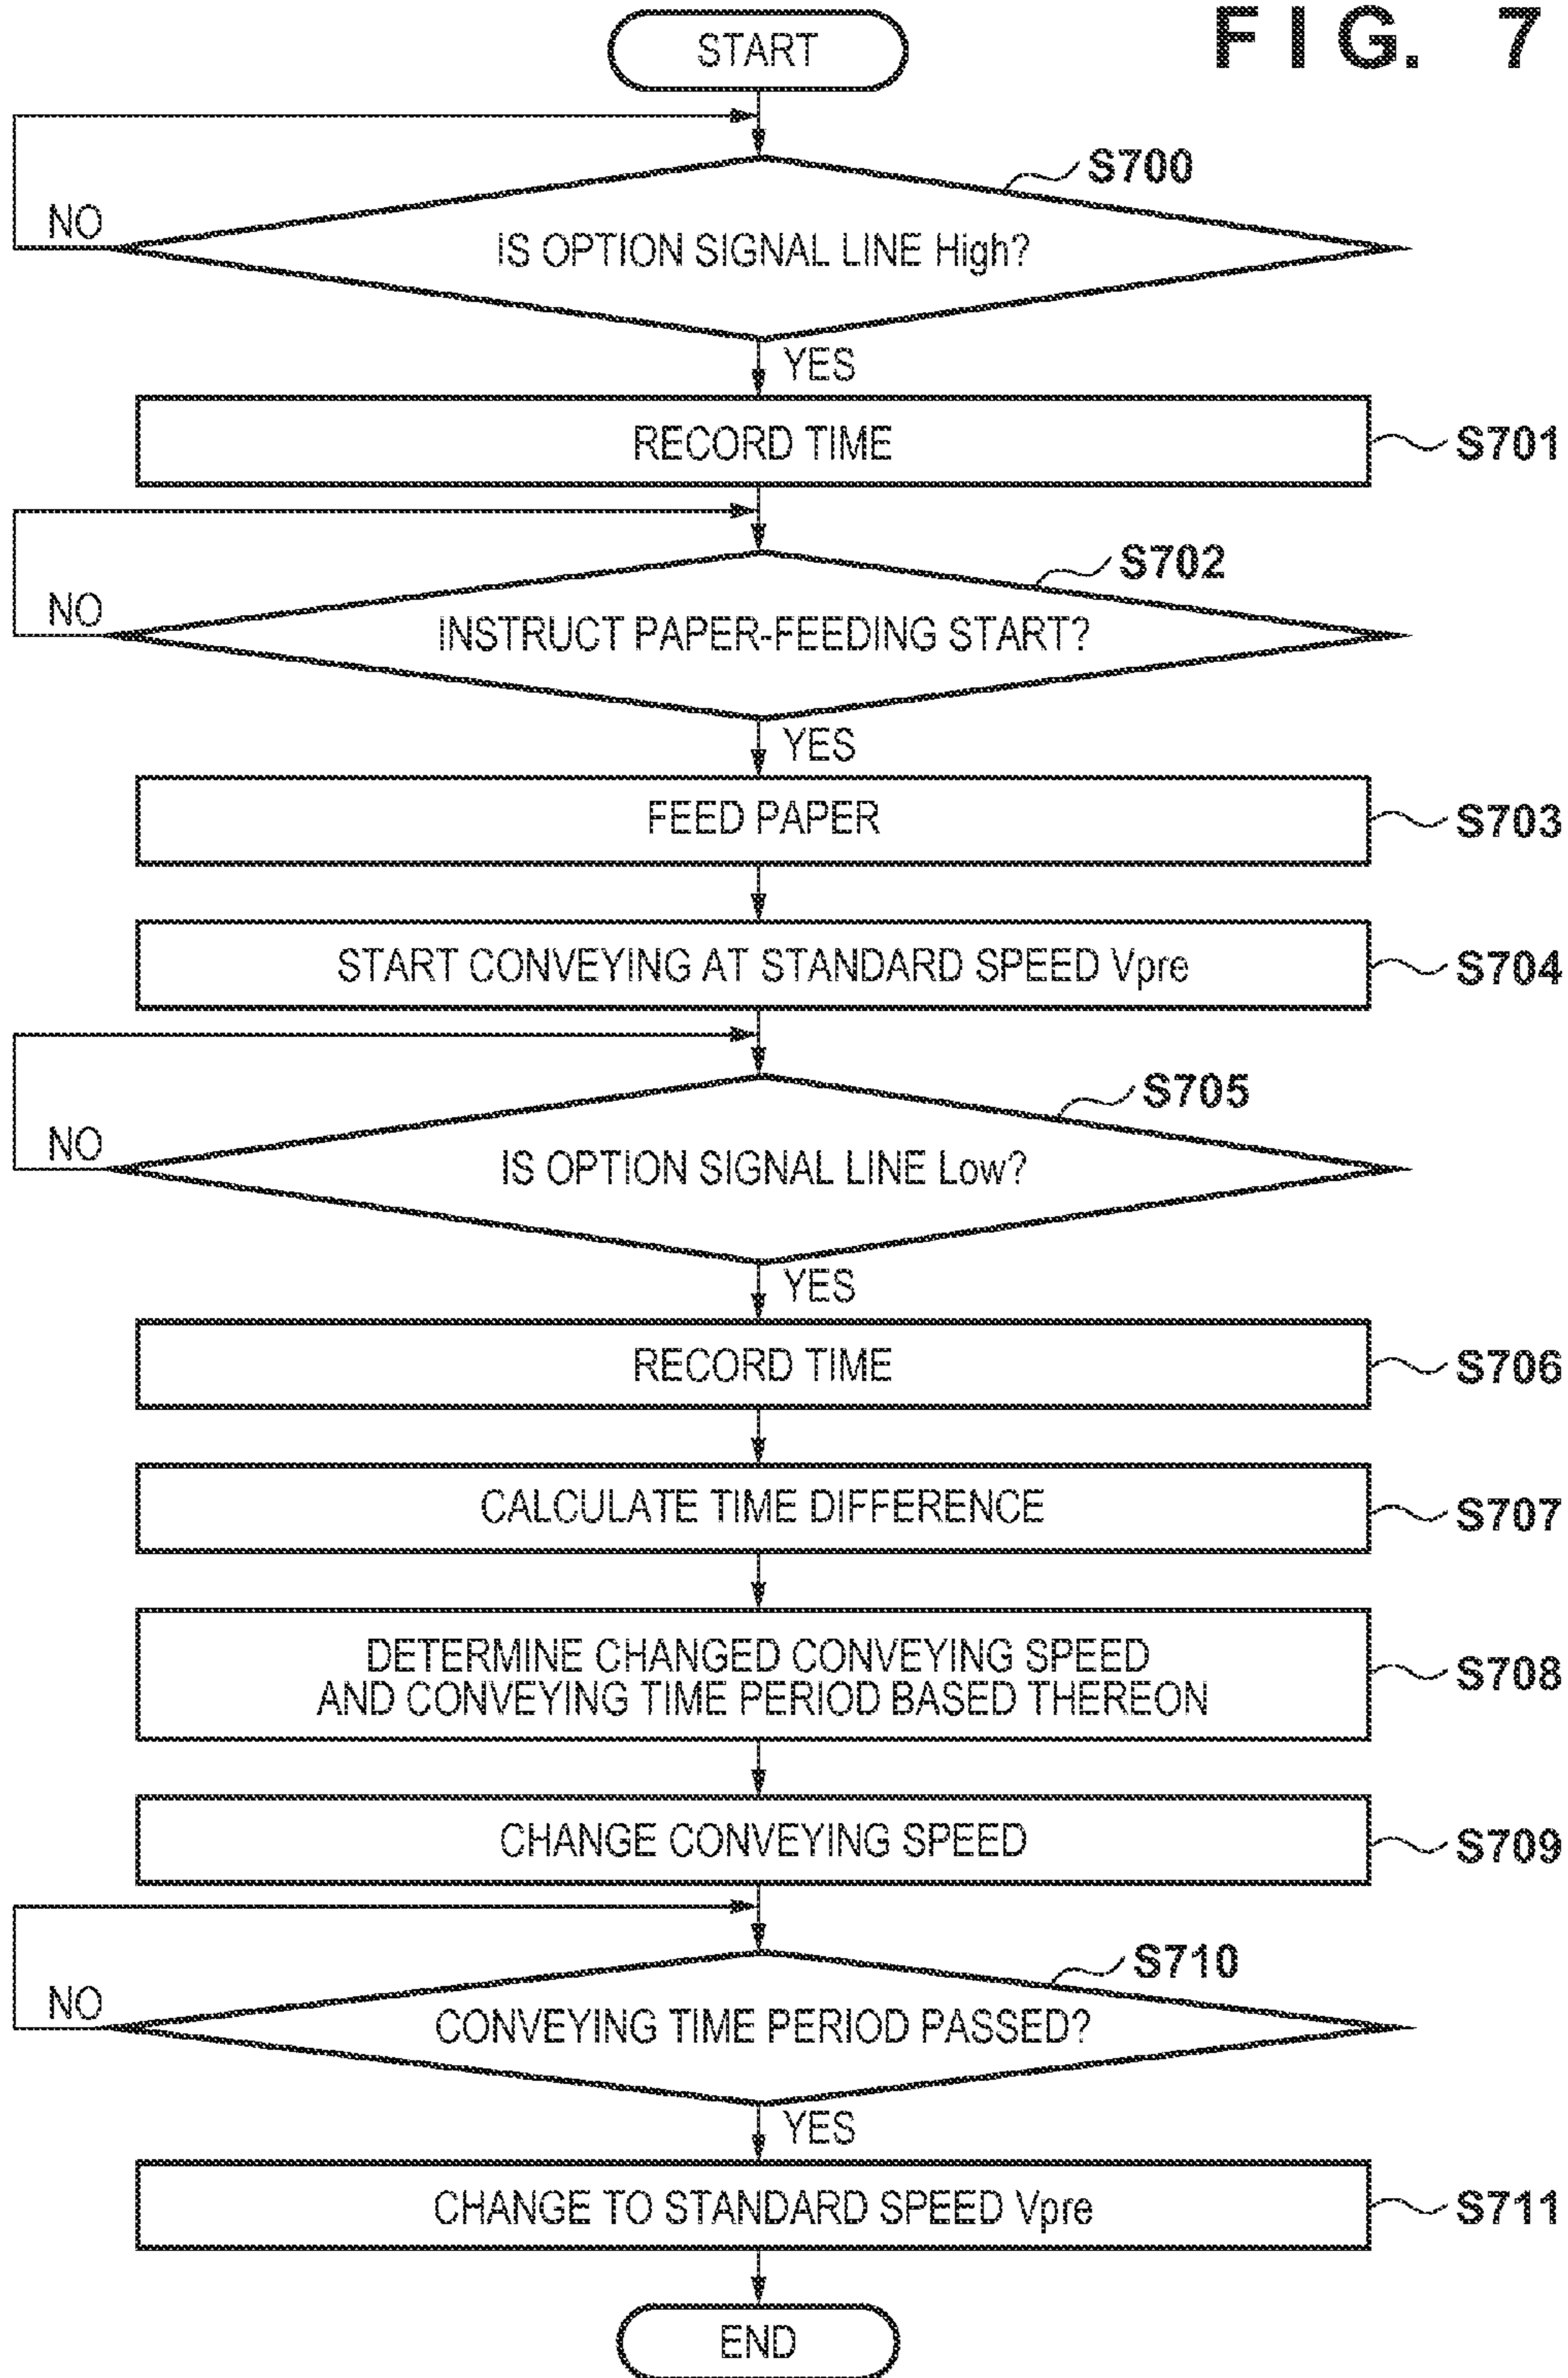 FIG. 7
START
S700
NO
IS OPTION SIGNAL LINE High?
YES
RECORD TIME
S701
S702
NO
INSTRUCT PAPER-FEEDING START?
YES
FEED PAPER
S703
START CONVEYING AT STANDARD SPEED Vpre
S704
S705
NO
IS OPTION SIGNAL LINE Low?
YES
RECORD TIME
S706
CALCULATE TIME DIFFERENCE
S707
DETERMINE CHANGED CONVEYING SPEED
AND CONVEYING TIME PERIOD BASED THEREON
S708
CHANGE CONVEYING SPEED
S709
S710
NO
CONVEYING TIME PERIOD PASSED?
YES
CHANGE TO STANDARD SPEED Vpre
S711
END